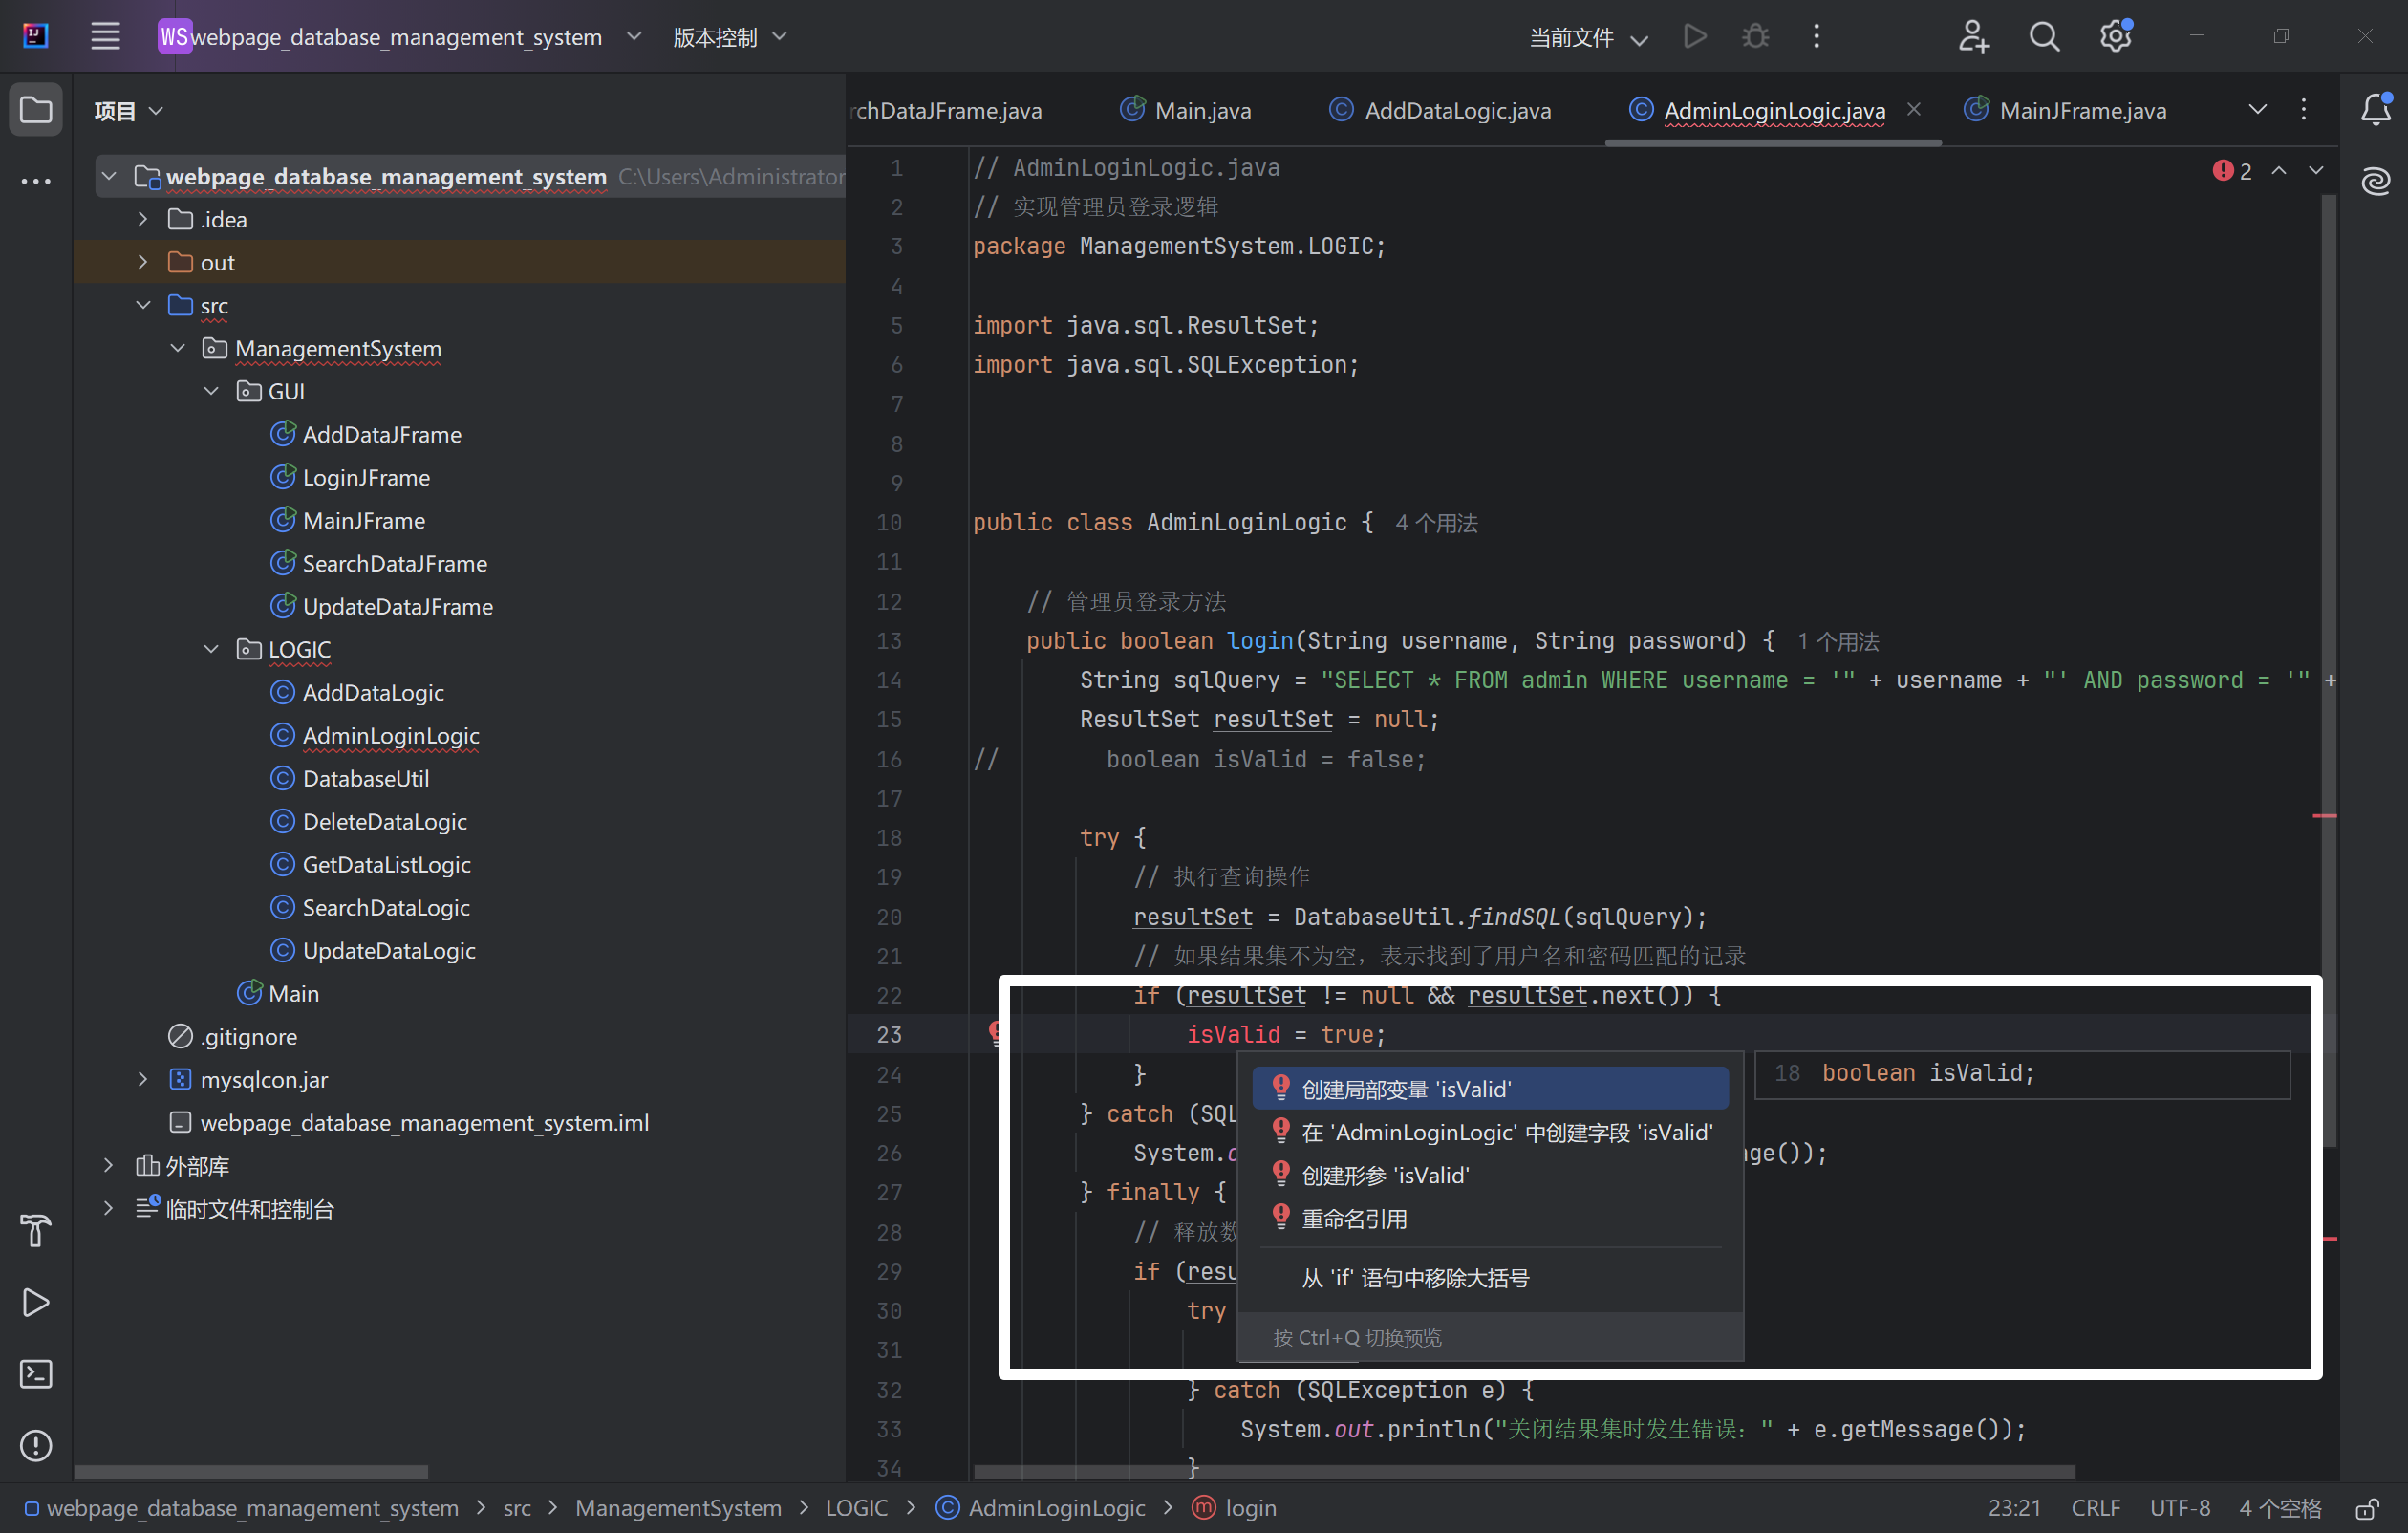 WS webpage_database_management_system 版本控制 当前文件
项目
webpage_database_management_system C:\Users\Administrator
.idea
out
src
ManagementSystem
GUI
AddDataJFrame
LoginJFrame
MainJFrame
SearchDataJFrame
UpdateDataJFrame
LOGIC
AddDataLogic
AdminLoginLogic
DatabaseUtil
DeleteDataLogic
GetDataListLogic
SearchDataLogic
UpdateDataLogic
Main
.gitignore
mysqlcon.jar
webpage_database_management_system.iml
外部库
临时文件和控制台
rchDataJFrame.java Main.java AddDataLogic.java AdminLoginLogic.java MainJFrame.java
2
1 // AdminLoginLogic.java
2 // 实现管理员登录逻辑
3 package ManagementSystem.LOGIC;
4
5 import java.sql.ResultSet;
6 import java.sql.SQLException;
7
8
9
10 public class AdminLoginLogic { 4 个用法
11
12 // 管理员登录方法
13 public boolean login(String username, String password) { 1 个用法
14 String sqlQuery = "SELECT * FROM admin WHERE username = '" + username + "' AND password = '" +
15 ResultSet resultSet = null;
16 // boolean isValid = false;
17
18 try {
19 // 执行查询操作
20 resultSet = DatabaseUtil.findSQL(sqlQuery);
21 // 如果结果集不为空，表示找到了用户名和密码匹配的记录
22 if (resultSet != null && resultSet.next()) {
23 isValid = true;
24 }
25 } catch (SQL
26 System.o ge());
27 } finally {
28 // 释放数
29 if (resu
30 try
31
32 } catch (SQLException e) {
33 System.out.println("关闭结果集时发生错误：" + e.getMessage());
34 }
创建局部变量 'isValid'
在 'AdminLoginLogic' 中创建字段 'isValid'
创建形参 'isValid'
重命名引用
从 'if' 语句中移除大括号
按 Ctrl+Q 切换预览
18 boolean isValid;
webpage_database_management_system > src > ManagementSystem > LOGIC > AdminLoginLogic > login 23:21 CRLF UTF-8 4 个空格